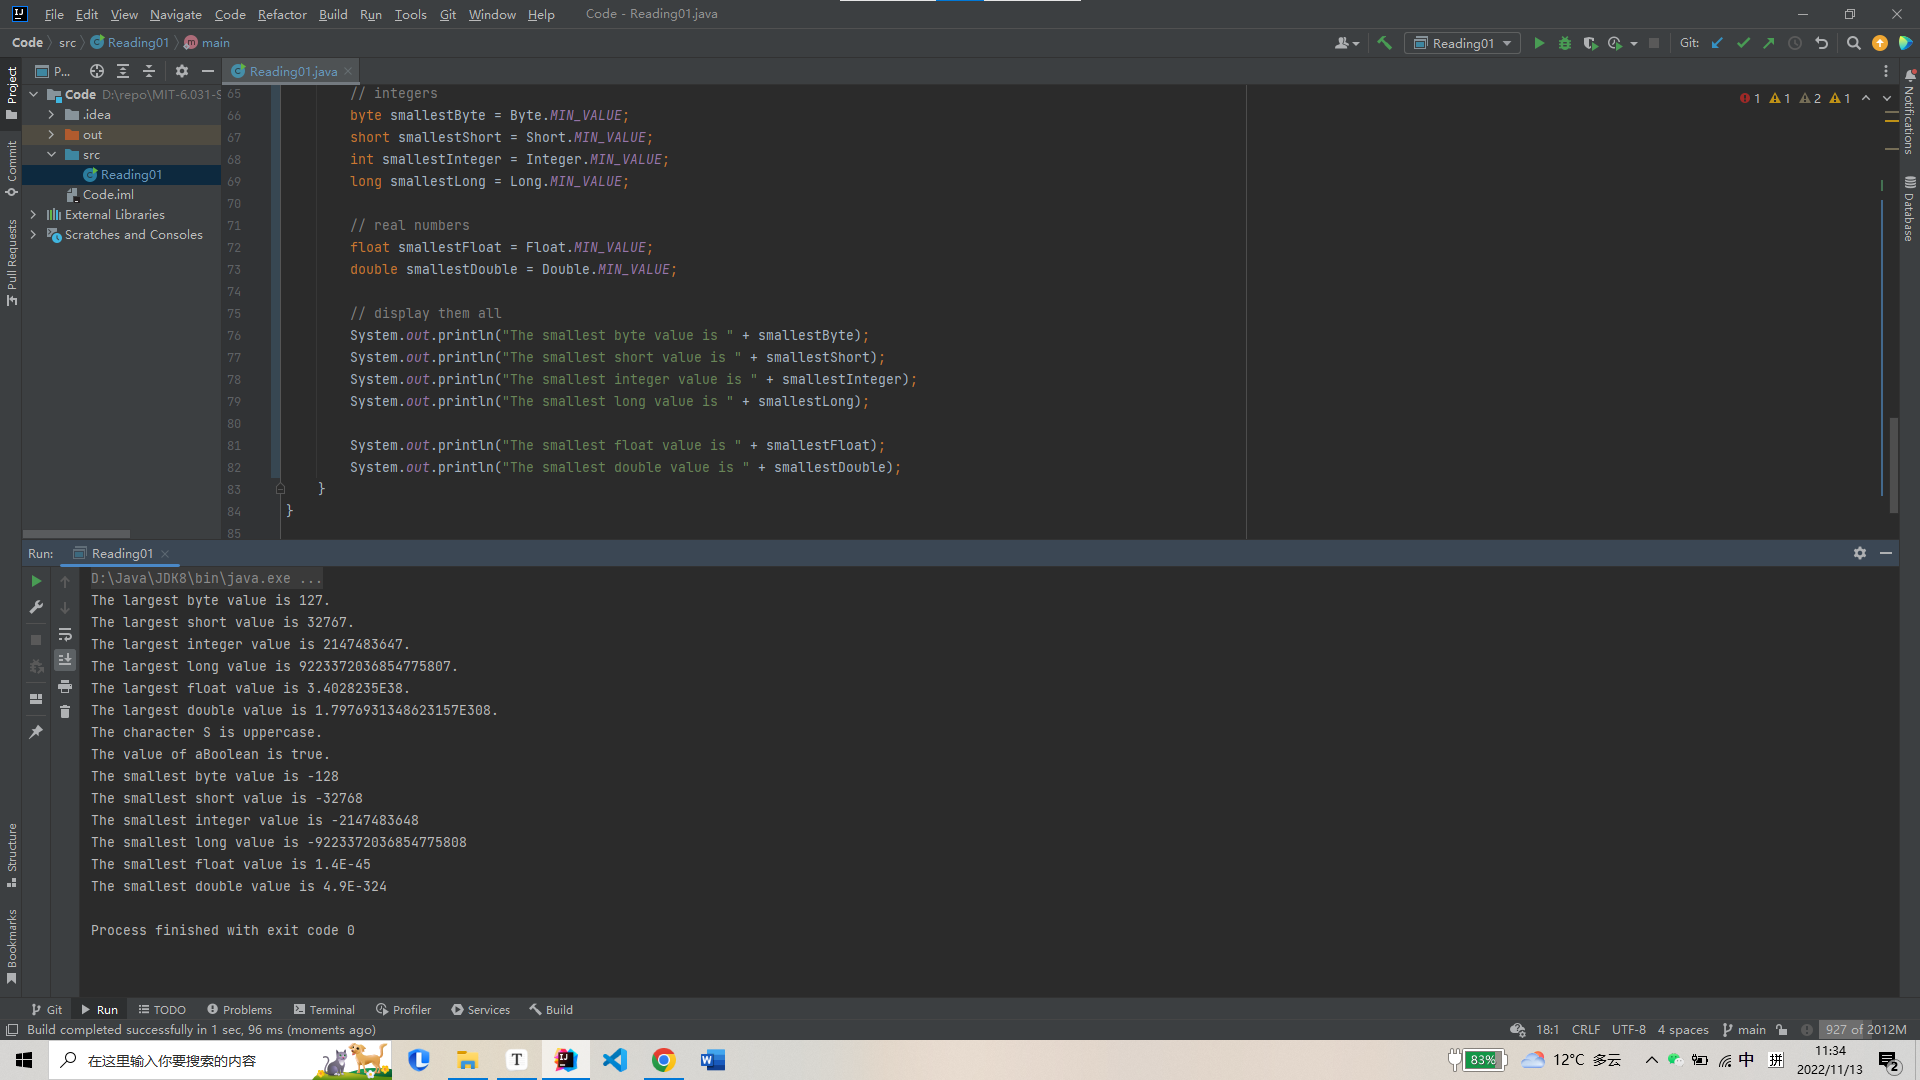 File Edit View Navigate Code Refactor Build Run Tools Git Window Help Code - Reading01.java
Code src Reading01 main
Reading01 Git:
P... Reading01.java
Project
Commit
Pull Requests
Structure
Bookmarks
Notifications
Database
Code D:\repo\MIT-6.031-S
.idea
out
src
Reading01
Code.iml
External Libraries
Scratches and Consoles
1 1 2 1
65 // integers
66 byte smallestByte = Byte.MIN_VALUE;
67 short smallestShort = Short.MIN_VALUE;
68 int smallestInteger = Integer.MIN_VALUE;
69 long smallestLong = Long.MIN_VALUE;
70
71 // real numbers
72 float smallestFloat = Float.MIN_VALUE;
73 double smallestDouble = Double.MIN_VALUE;
74
75 // display them all
76 System.out.println("The smallest byte value is " + smallestByte);
77 System.out.println("The smallest short value is " + smallestShort);
78 System.out.println("The smallest integer value is " + smallestInteger);
79 System.out.println("The smallest long value is " + smallestLong);
80
81 System.out.println("The smallest float value is " + smallestFloat);
82 System.out.println("The smallest double value is " + smallestDouble);
83 }
84 }
85
Run: Reading01
D:\Java\JDK8\bin\java.exe ...
The largest byte value is 127.
The largest short value is 32767.
The largest integer value is 2147483647.
The largest long value is 9223372036854775807.
The largest float value is 3.4028235E38.
The largest double value is 1.7976931348623157E308.
The character S is uppercase.
The value of aBoolean is true.
The smallest byte value is -128
The smallest short value is -32768
The smallest integer value is -2147483648
The smallest long value is -9223372036854775808
The smallest float value is 1.4E-45
The smallest double value is 4.9E-324
Process finished with exit code 0
Git Run TODO Problems Terminal Profiler Services Build
Build completed successfully in 1 sec, 96 ms (moments ago) 18:1 CRLF UTF-8 4 spaces main 927 of 2012M
在这里输入你要搜索的内容 83% 12°C 多云 中 拼 11:34
2022/11/13 2